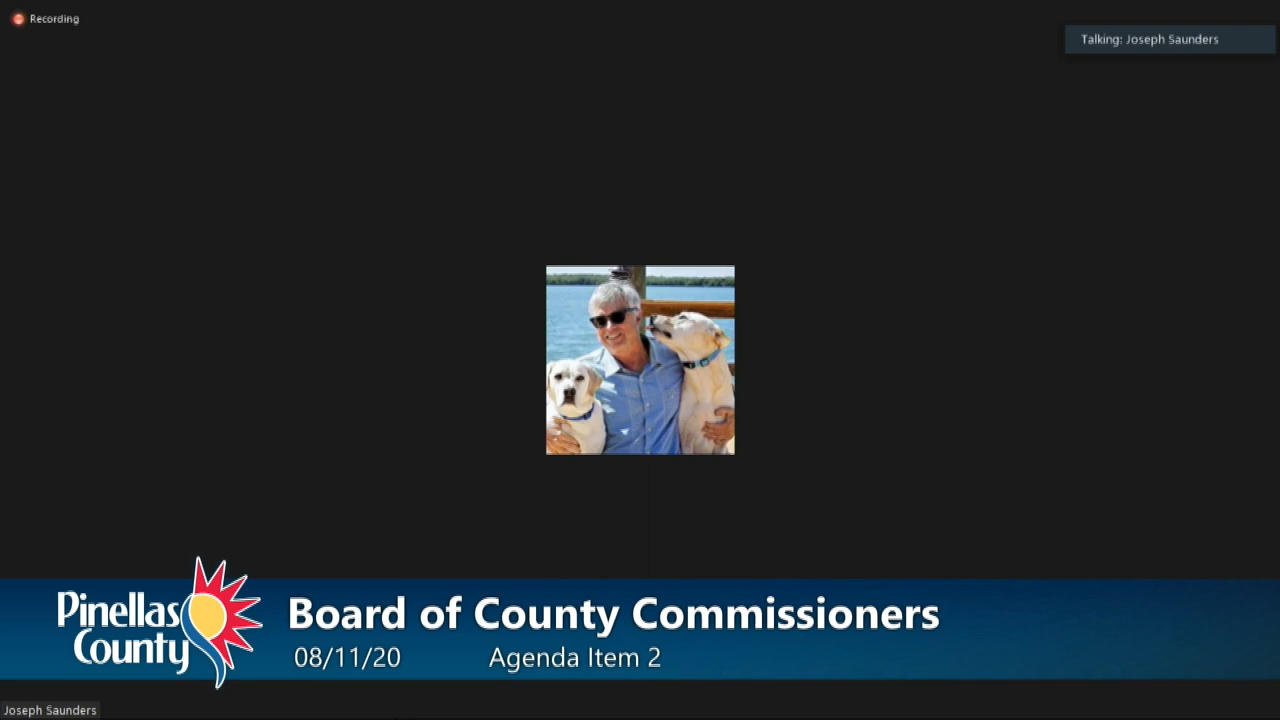 Recording
Talking: Joseph Saunders
Pinellas
County
Board of County Commissioners
08/11/20 Agenda Item 2
Joseph Saunders